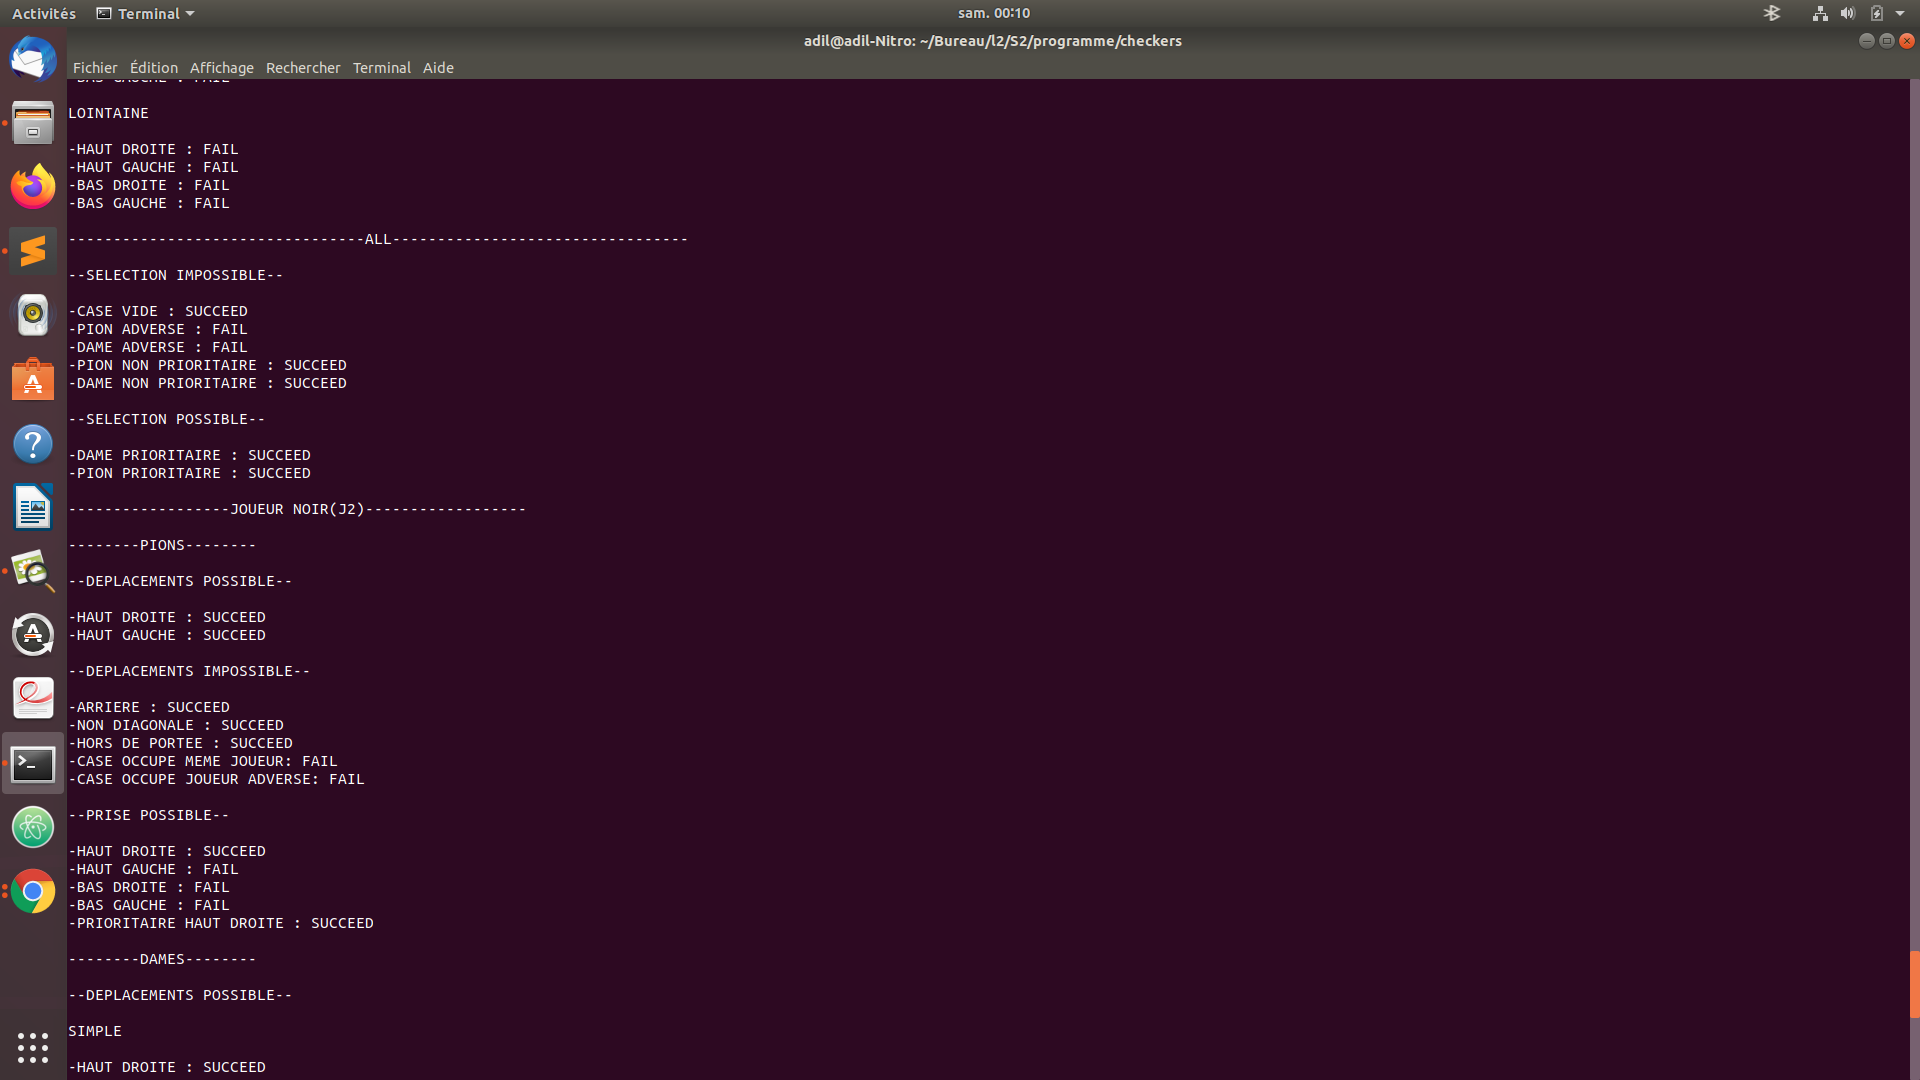 Activités
Terminal
sam. 00:10
adil@adil-Nitro: ~/Bureau/l2/S2/programme/checkers
Fichier Édition Affichage Rechercher Terminal Aide
-BAS GAUCHE : FAIL
LOINTAINE
-HAUT DROITE : FAIL
-HAUT GAUCHE : FAIL
-BAS DROITE : FAIL
-BAS GAUCHE : FAIL
---------------------------------ALL---------------------------------
--SELECTION IMPOSSIBLE--
-CASE VIDE : SUCCEED
-PION ADVERSE : FAIL
-DAME ADVERSE : FAIL
-PION NON PRIORITAIRE : SUCCEED
-DAME NON PRIORITAIRE : SUCCEED
--SELECTION POSSIBLE--
-DAME PRIORITAIRE : SUCCEED
-PION PRIORITAIRE : SUCCEED
------------------JOUEUR NOIR(J2)------------------
--------PIONS--------
--DEPLACEMENTS POSSIBLE--
-HAUT DROITE : SUCCEED
-HAUT GAUCHE : SUCCEED
--DEPLACEMENTS IMPOSSIBLE--
-ARRIERE : SUCCEED
-NON DIAGONALE : SUCCEED
-HORS DE PORTEE : SUCCEED
-CASE OCCUPE MEME JOUEUR: FAIL
-CASE OCCUPE JOUEUR ADVERSE: FAIL
--PRISE POSSIBLE--
-HAUT DROITE : SUCCEED
-HAUT GAUCHE : FAIL
-BAS DROITE : FAIL
-BAS GAUCHE : FAIL
-PRIORITAIRE HAUT DROITE : SUCCEED
--------DAMES--------
--DEPLACEMENTS POSSIBLE--
SIMPLE
-HAUT DROITE : SUCCEED